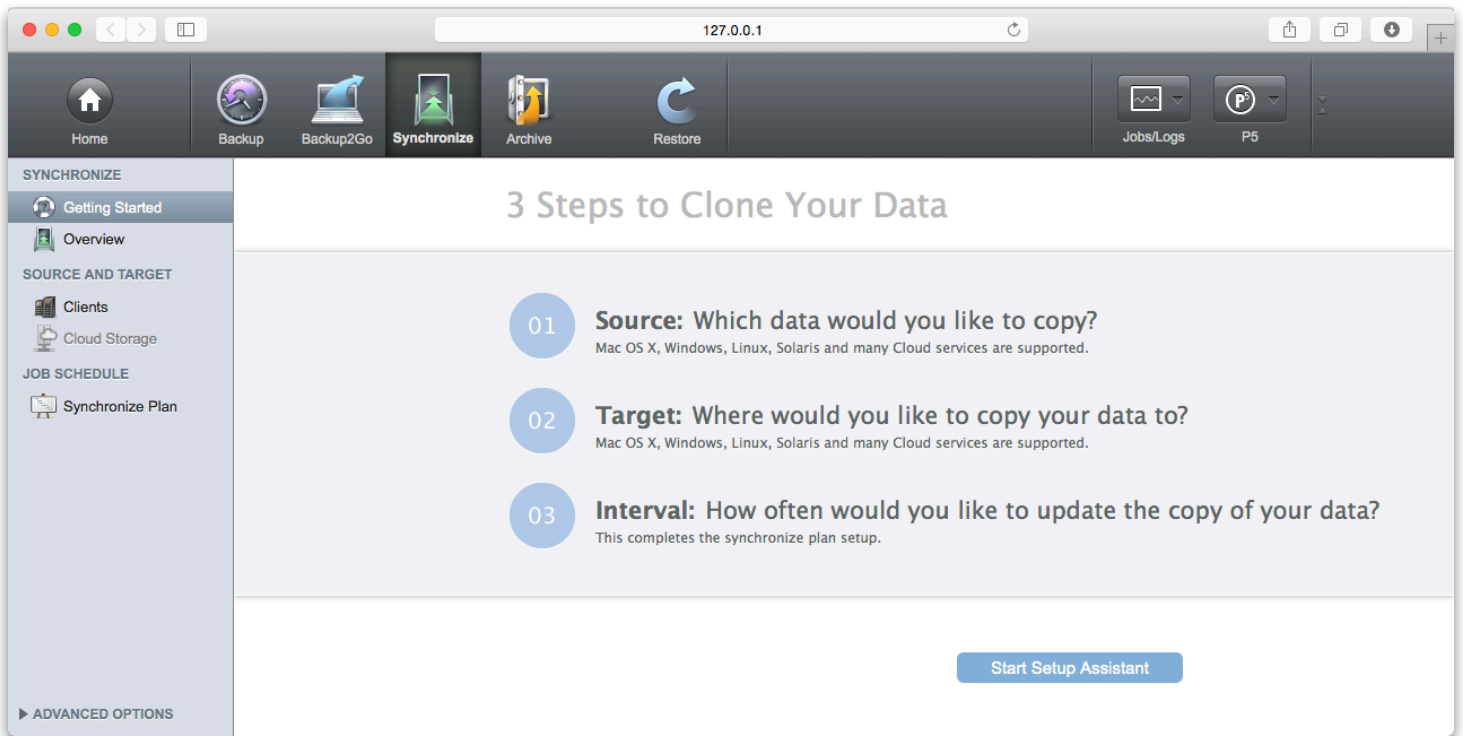 127.0.0.1
Home
Backup
Backup2Go
Synchronize
Archive
Restore
Jobs/Logs
P5
P5
SYNCHRONIZE
Getting Started
Overview
SOURCE AND TARGET
Clients
Cloud Storage
JOB SCHEDULE
Synchronize Plan
ADVANCED OPTIONS
3 Steps to Clone Your Data
01
Source: Which data would you like to copy?
Mac OS X, Windows, Linux, Solaris and many Cloud services are supported.
02
Target: Where would you like to copy your data to?
Mac OS X, Windows, Linux, Solaris and many Cloud services are supported.
03
Interval: How often would you like to update the copy of your data?
This completes the synchronize plan setup.
Start Setup Assistant